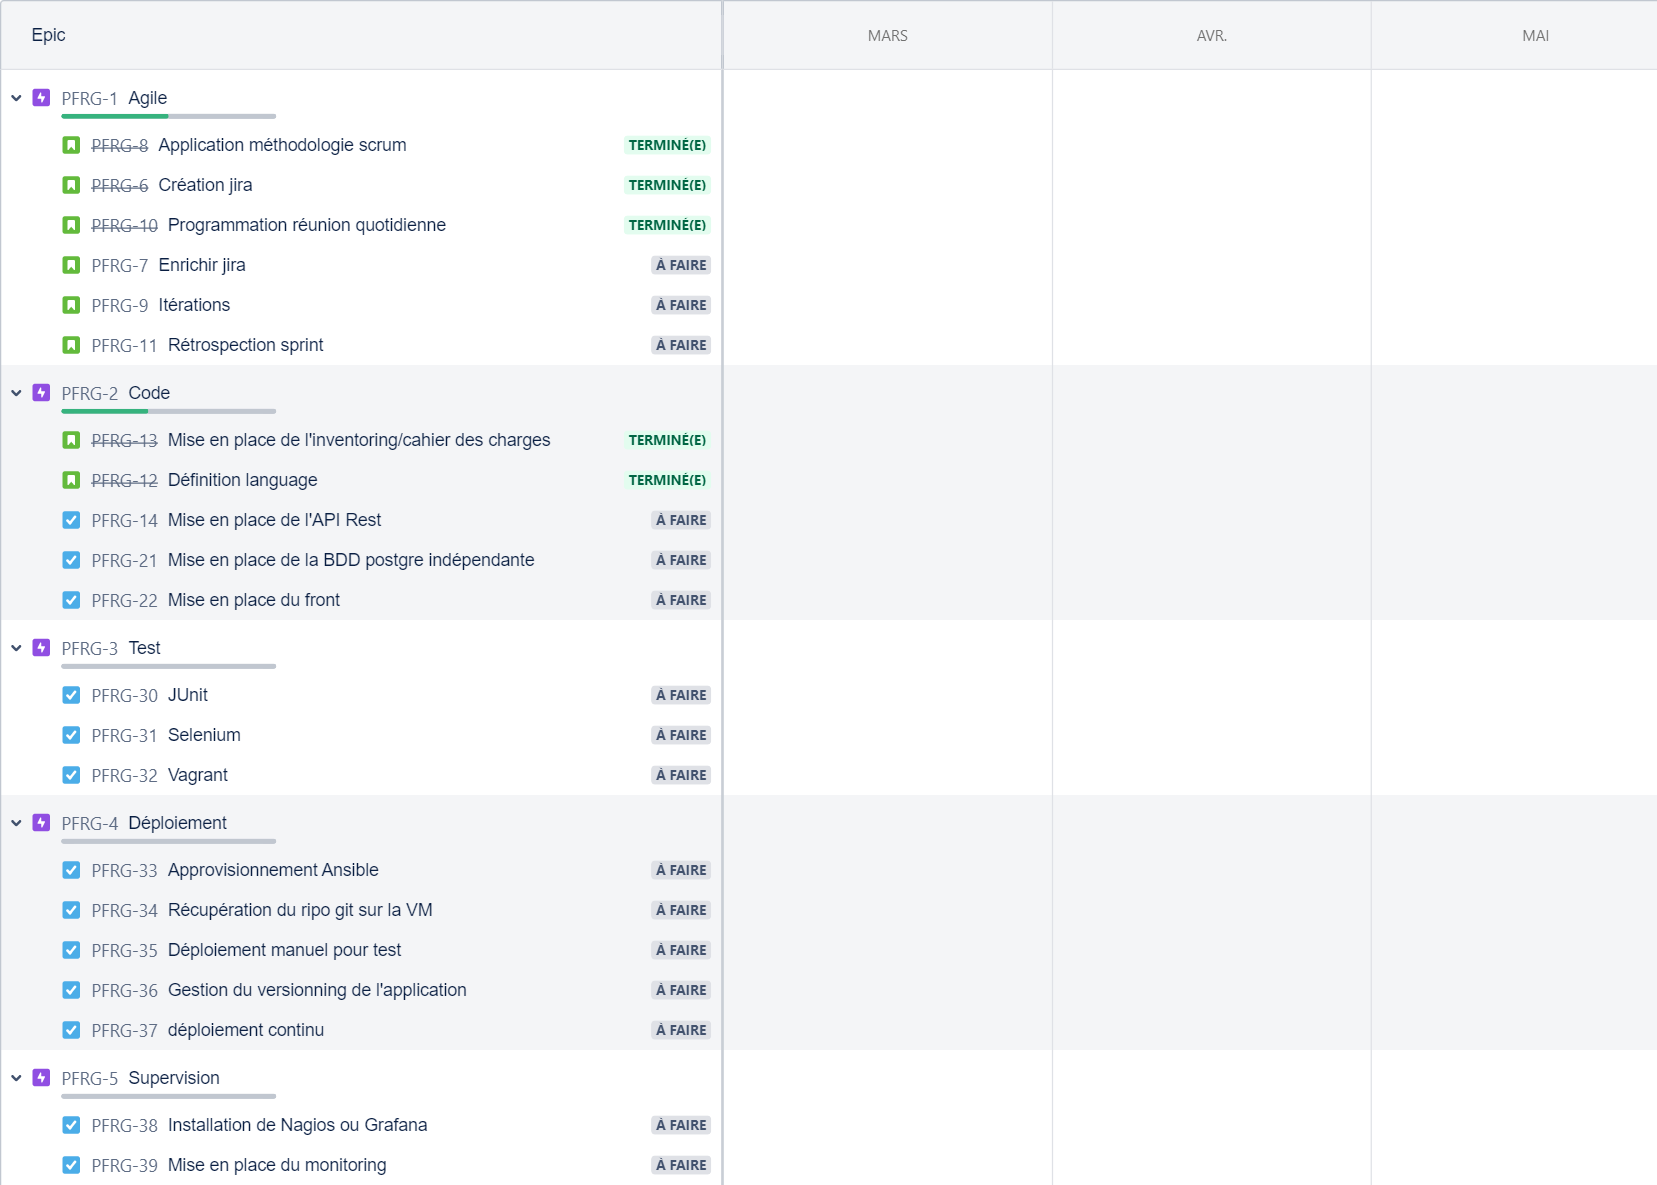 Epic
MARS
AVR.
MAI
PFRG-1 Agile
PFRG-8 Application méthodologie scrum TERMINÉ(E)
PFRG-6 Création jira TERMINÉ(E)
PFRG-10 Programmation réunion quotidienne TERMINÉ(E)
PFRG-7 Enrichir jira À FAIRE
PFRG-9 Itérations À FAIRE
PFRG-11 Rétrospection sprint À FAIRE
PFRG-2 Code
PFRG-13 Mise en place de l'inventoring/cahier des charges TERMINÉ(E)
PFRG-12 Définition language TERMINÉ(E)
PFRG-14 Mise en place de l'API Rest À FAIRE
PFRG-21 Mise en place de la BDD postgre indépendante À FAIRE
PFRG-22 Mise en place du front À FAIRE
PFRG-3 Test
PFRG-30 JUnit À FAIRE
PFRG-31 Selenium À FAIRE
PFRG-32 Vagrant À FAIRE
PFRG-4 Déploiement
PFRG-33 Approvisionnement Ansible À FAIRE
PFRG-34 Récupération du ripo git sur la VM À FAIRE
PFRG-35 Déploiement manuel pour test À FAIRE
PFRG-36 Gestion du versionning de l'application À FAIRE
PFRG-37 déploiement continu À FAIRE
PFRG-5 Supervision
PFRG-38 Installation de Nagios ou Grafana À FAIRE
PFRG-39 Mise en place du monitoring À FAIRE